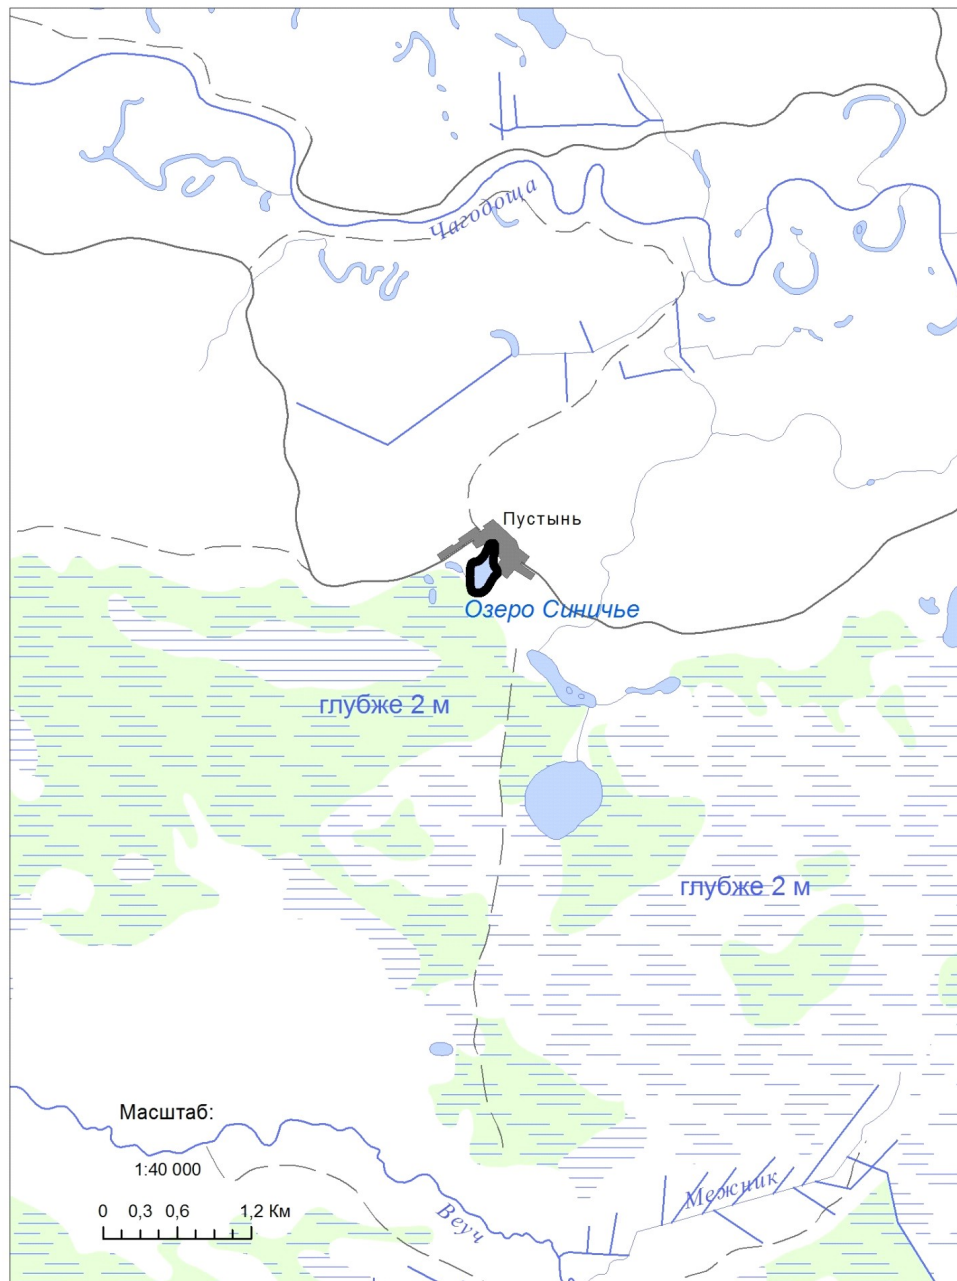 Чагодоща
Пустынь
Озеро Синичье
глубже 2 м
глубже 2 м
Масштаб:
1:40 000
0 0,3 0,6 1,2 Км
Веуч
Межник